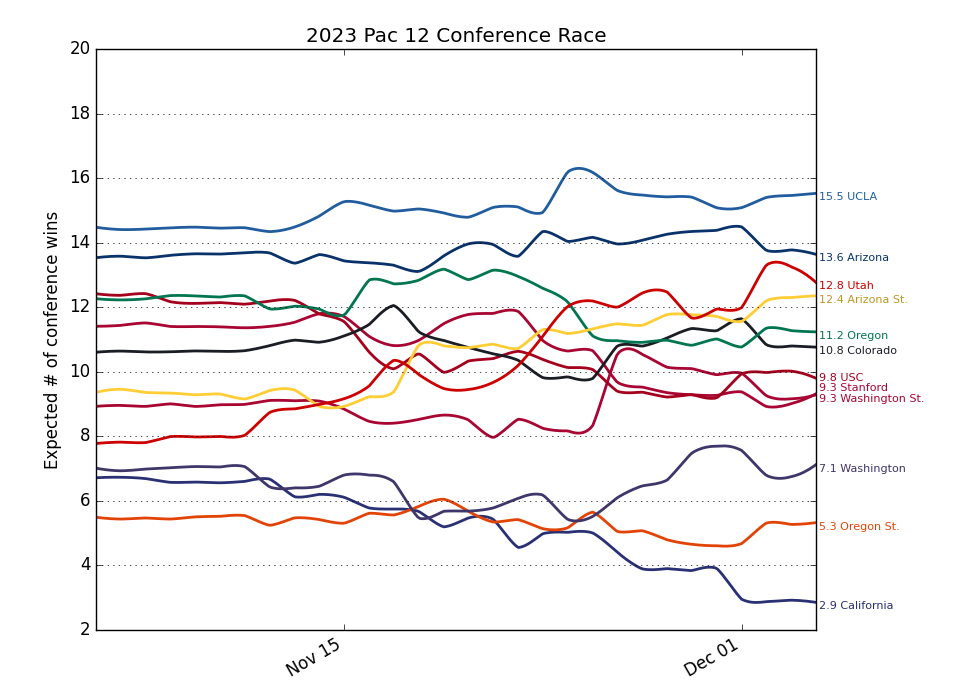 2023 Pac 12 Conference Race
Expected # of conference wins
20
18
16
14
12
10
8
6
4
2
Nov 15
Dec 01
15.5 UCLA
13.6 Arizona
12.8 Utah
12.4 Arizona St.
11.2 Oregon
10.8 Colorado
9.8 USC
9.3 Stanford
9.3 Washington St.
7.1 Washington
5.3 Oregon St.
2.9 California